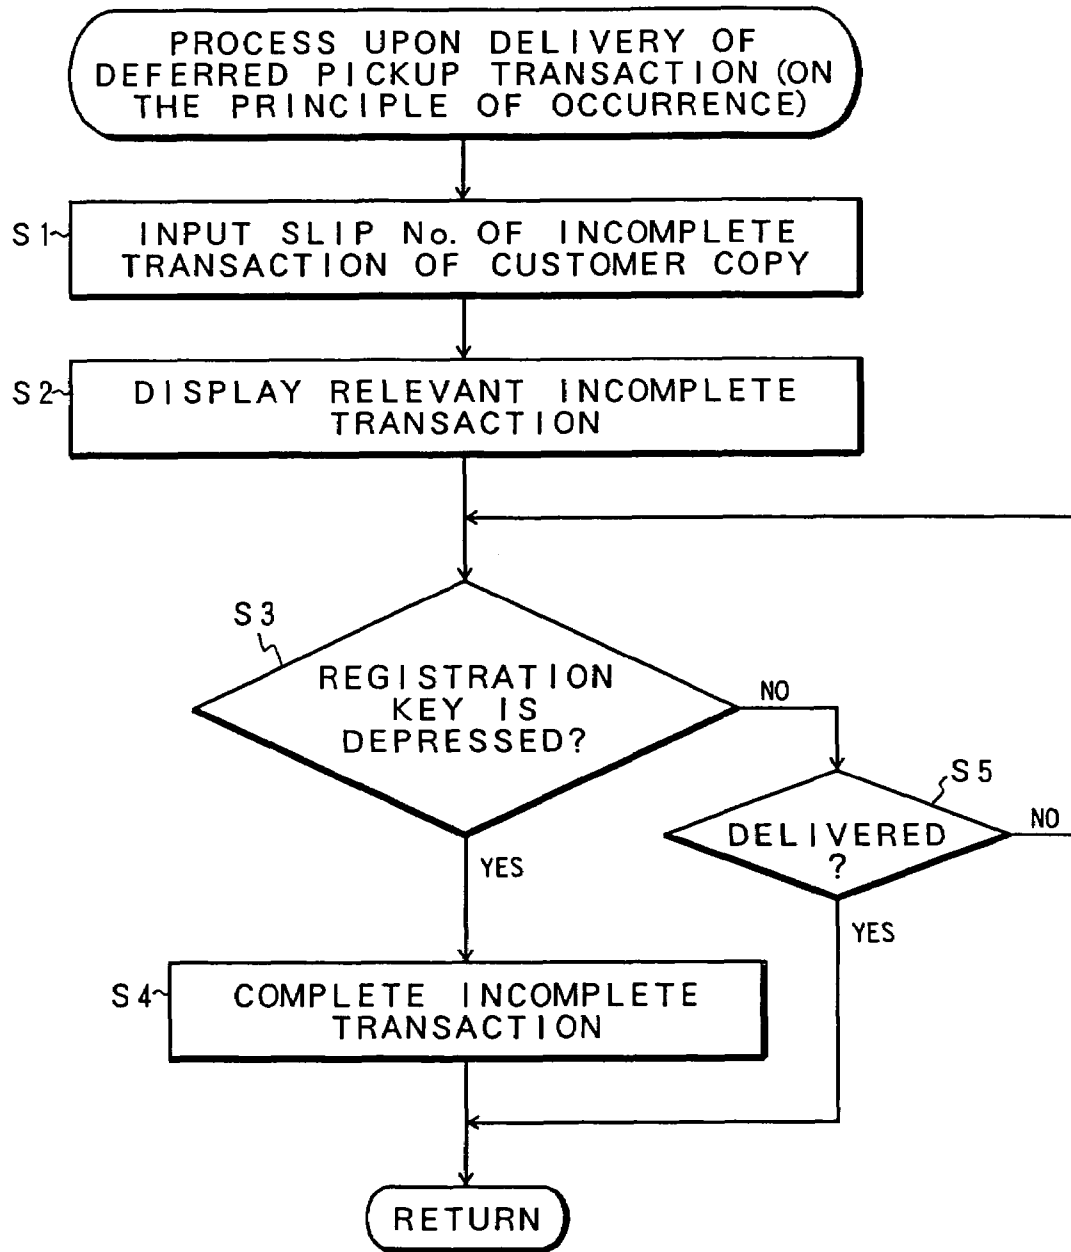 PROCESS UPON DELIVERY OF
DEFERRED PICKUP TRANSACTION (ON
THE PRINCIPLE OF OCCURRENCE)
S1
INPUT SLIP No. OF INCOMPLETE
TRANSACTION OF CUSTOMER COPY
S2
DISPLAY RELEVANT INCOMPLETE
TRANSACTION
S3
REGISTRATION
KEY IS
DEPRESSED?
NO
S5
DELIVERED
?
NO
YES
YES
S4
COMPLETE INCOMPLETE
TRANSACTION
RETURN